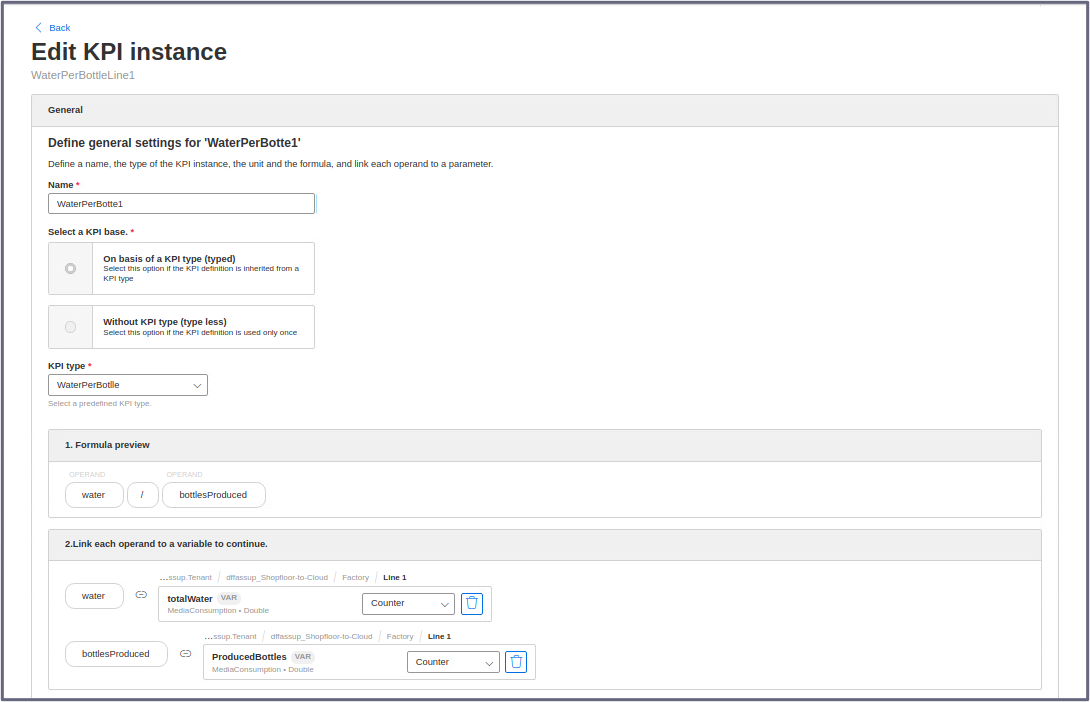 Back
Edit KPI instance
WaterPerBottleLine1
General
Define general settings for 'WaterPerBotte1'
Define a name, the type of the KPI instance, the unit and the formula, and link each operand to a parameter.
Name *
WaterPerBotte1
Select a KPI base. *
On basis of a KPI type (typed)
Select this option if the KPI definition is inherited from a
KPI type
Without KPI type (type less)
Select this option if the KPI definition is used only once
KPI type *
WaterPerBotlle
Select a predefined KPI type.
1. Formula preview
OPERAND OPERAND
water / bottlesProduced
2.Link each operand to a variable to continue.
...ssup.Tenant / dffassup_Shopfloor-to-Cloud / Factory / Line 1
water totalWater VAR Counter
MediaConsumption • Double
...ssup.Tenant / dffassup_Shopfloor-to-Cloud / Factory / Line 1
bottlesProduced ProducedBottles VAR Counter
MediaConsumption • Double